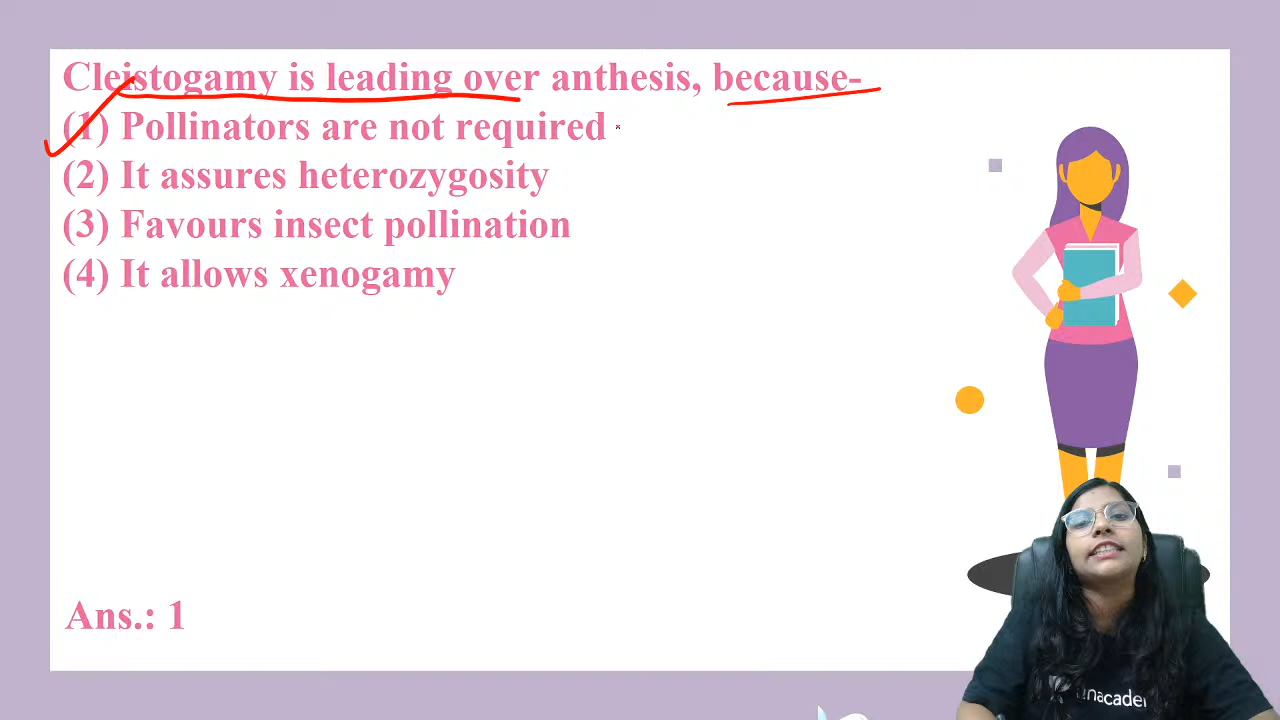 Cleistogamy is leading over anthesis, because-
(1) Pollinators are not required
(2) It assures heterozygosity
(3) Favours insect pollination
(4) It allows xenogamy
Ans.: 1